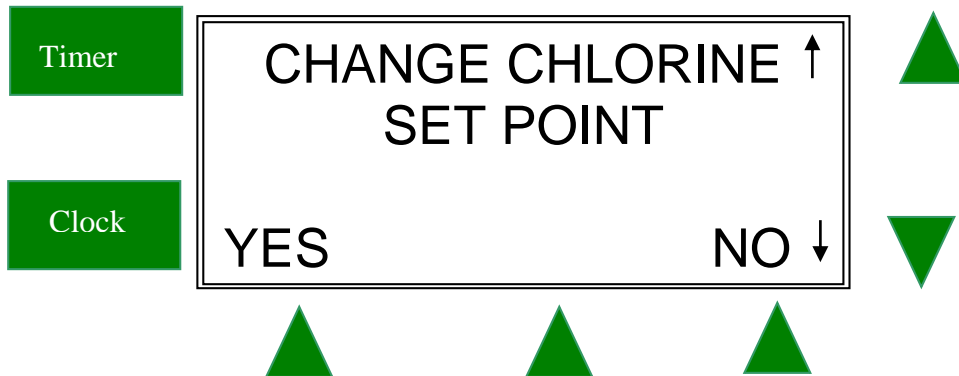 Timer
CHANGE CHLORINE ↑
SET POINT
Clock
YES NO ↓